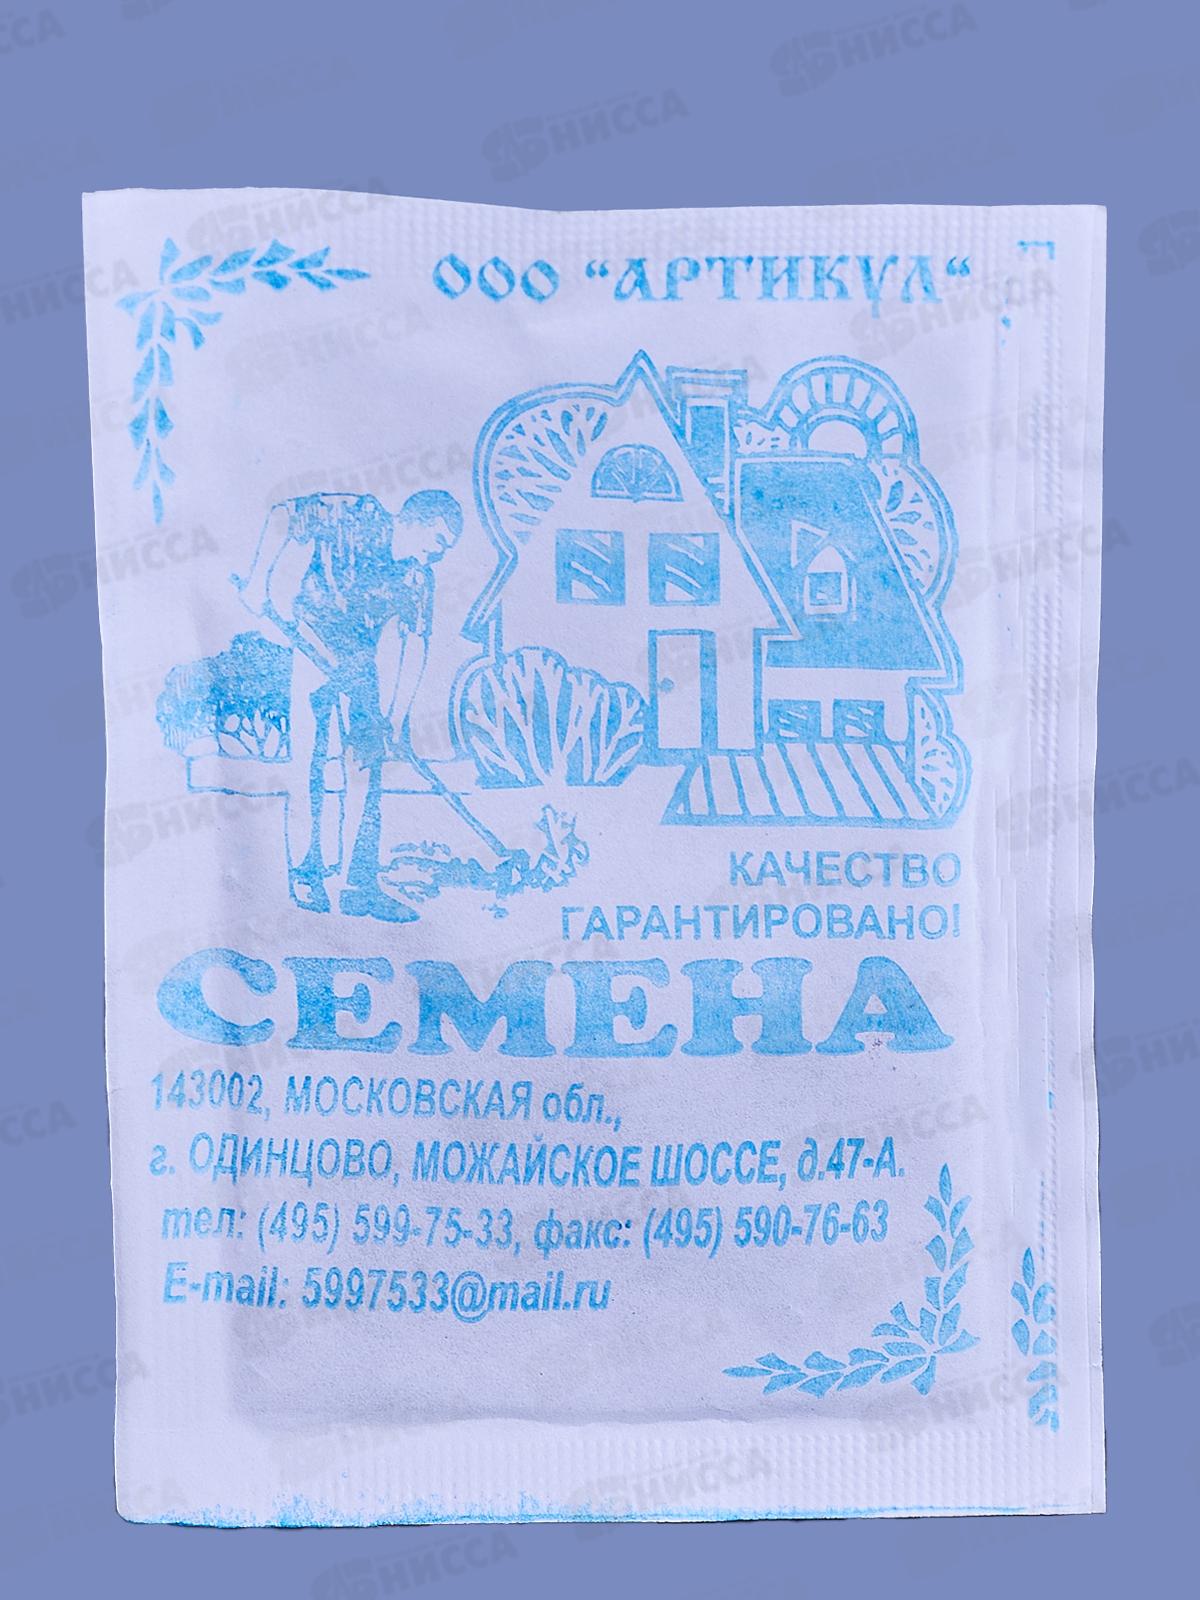 ООО “АРТИКУЛ“
КАЧЕСТВО
ГАРАНТИРОВАНО!
СЕМЕНА
143002, МОСКОВСКАЯ обл.,
г. ОДИНЦОВО, МОЖАЙСКОЕ ШОССЕ, д.47-А.
тел: (495) 599-75-33, факс: (495) 590-76-63
E-mail: 5997533@mail.ru